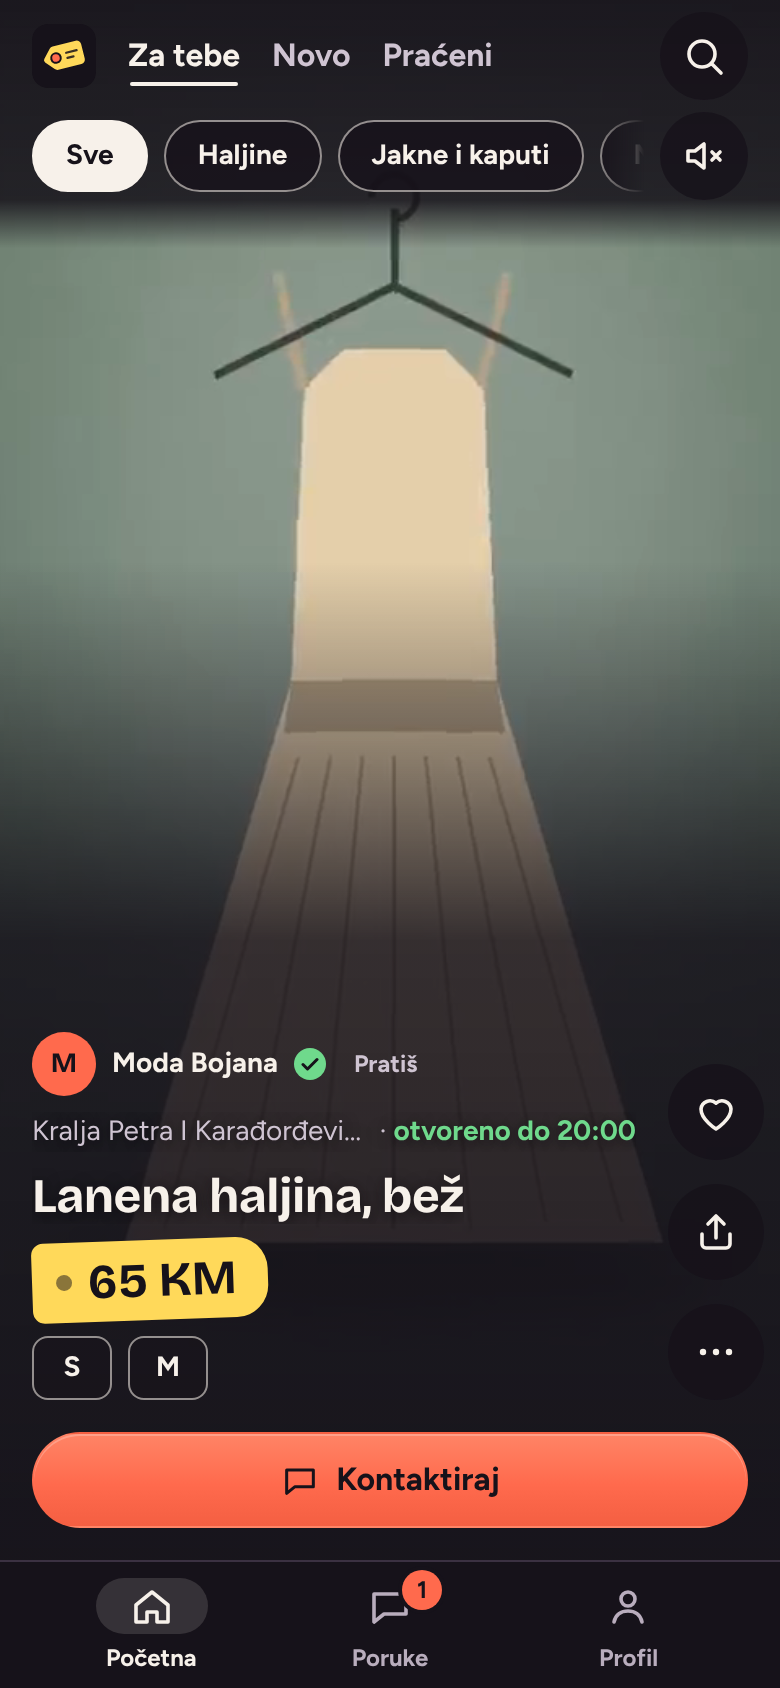 Za tebe Novo Praćeni
Sve Haljine Jakne i kaputi
M Moda Bojana Pratiš
Kralja Petra I Karađorđevi... · otvoreno do 20:00
Lanena haljina, bež
65 KM
S M
Kontaktiraj
1
Početna Poruke Profil